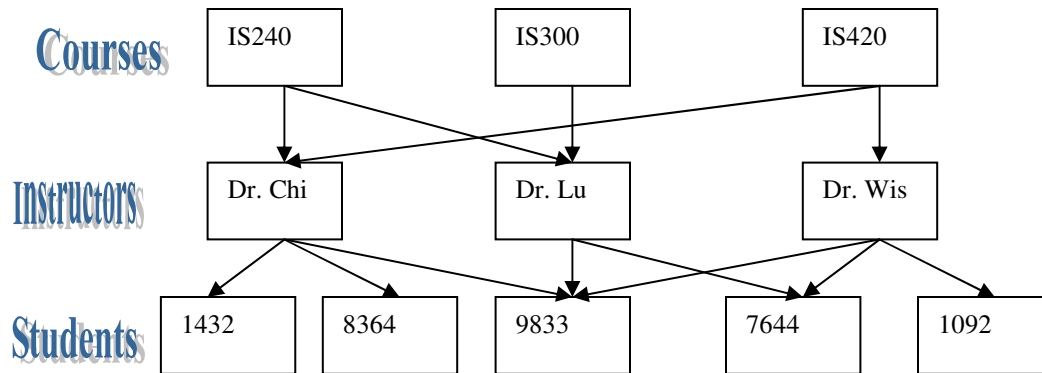 Courses
IS240
IS300
IS420
Instructors
Dr. Chi
Dr. Lu
Dr. Wis
Students
1432
8364
9833
7644
1092